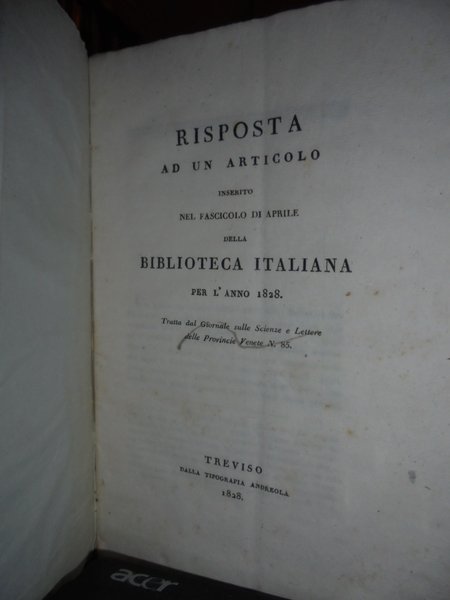 RISPOSTA
AD UN ARTICOLO
INSERITO
NEL FASCICOLO DI APRILE
DELLA
BIBLIOTECA ITALIANA
PER L'ANNO 1828.
Tratta dal Giornale sulle Scienze e Lettere
delle Provincie Venete N. 85.
TREVISO
DALLA TIPOGRAFIA ANDREOLA
1828.
acer